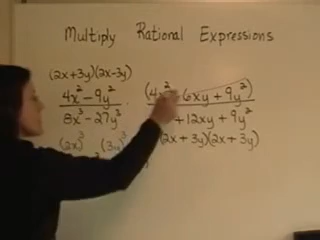 Multiply Rational Expressions
(2x+3y)(2x-3y)
4x² - 9y² · (4x² 6xy + 9y²)
8x³ - 27y³ + 12xy + 9y²
(2x)³ (3y)³ (2x + 3y)(2x + 3y)